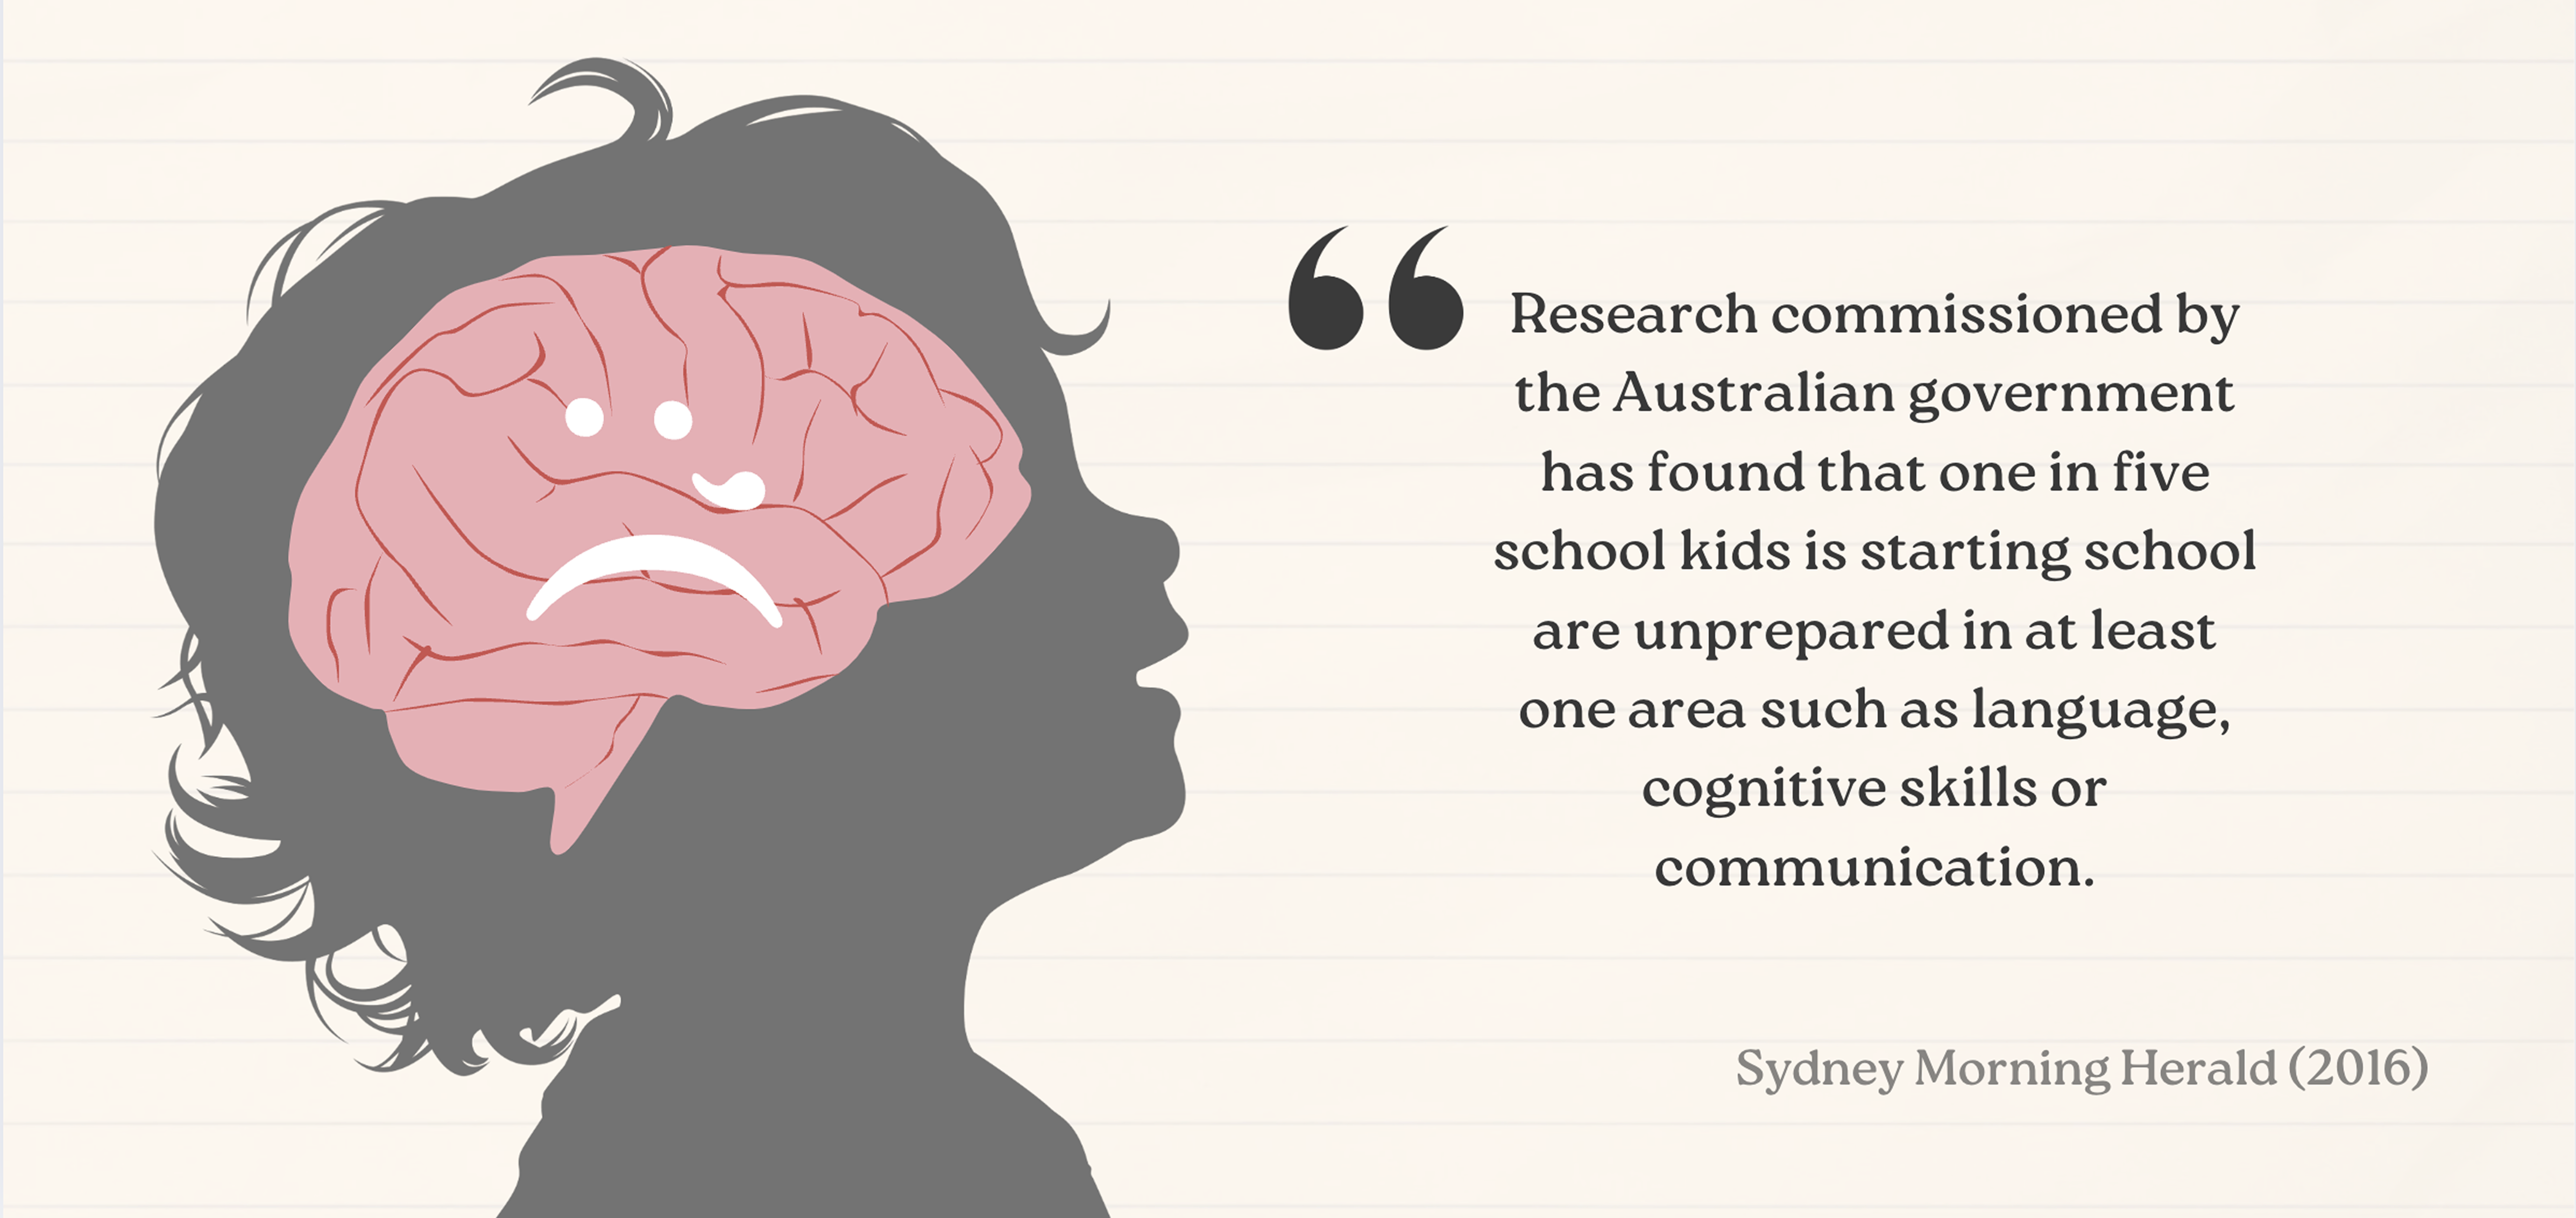 “ Research commissioned by
the Australian government
has found that one in five
school kids is starting school
are unprepared in at least
one area such as language,
cognitive skills or
communication.
Sydney Morning Herald (2016)